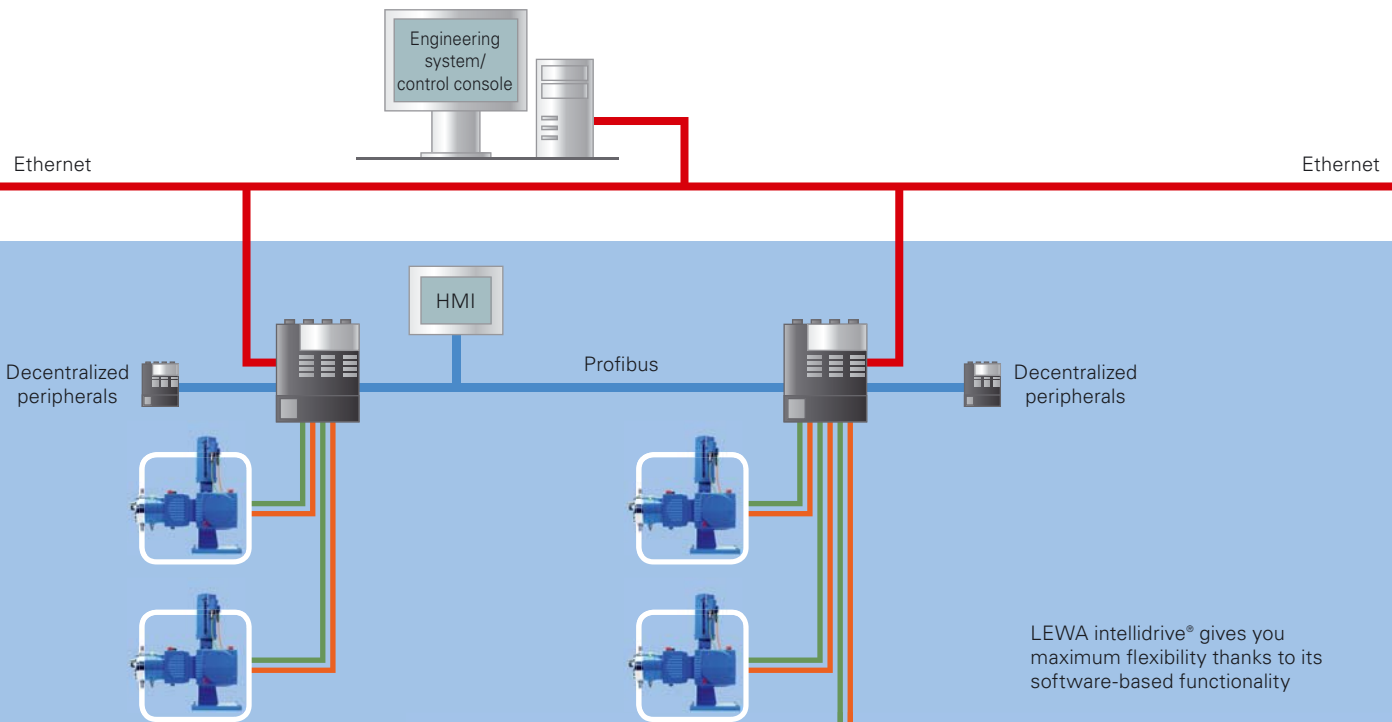 Engineering
system/
control console
Ethernet
Ethernet
HMI
Profibus
Decentralized
peripherals
Decentralized
peripherals
LEWA intellidrive® gives you
maximum flexibility thanks to its
software-based functionality